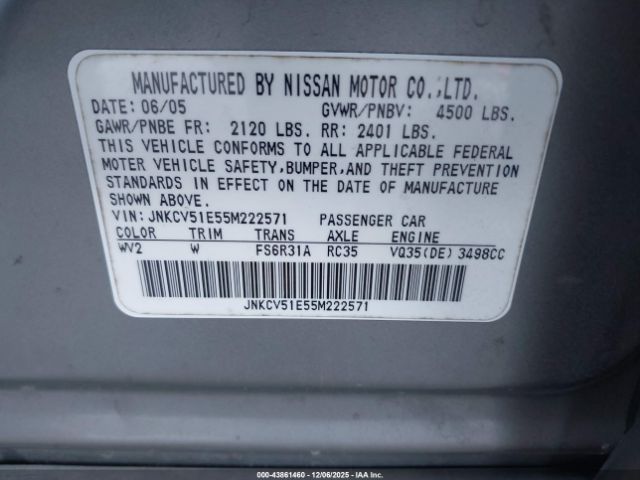 MANUFACTURED BY NISSAN MOTOR CO.,LTD.
DATE: 06/05 GVWR/PNBV: 4500 LBS.
GAWR/PNBE FR: 2120 LBS. RR: 2401 LBS.
THIS VEHICLE CONFORMS TO ALL APPLICABLE FEDERAL
MOTER VEHICLE SAFETY,BUMPER,AND THEFT PREVENTION
STANDARDS IN EFFECT ON THE DATE OF MANUFACTURE
SHOWN ABOVE.
VIN: JNKCV51E55M222571 PASSENGER CAR
COLOR TRIM TRANS AXLE ENGINE
WV2 W FS6R31A RC35 VQ35(DE) 3498CC
JNKCV51E55M222571
000-43861460 - 12/06/2025 - IAA Inc.